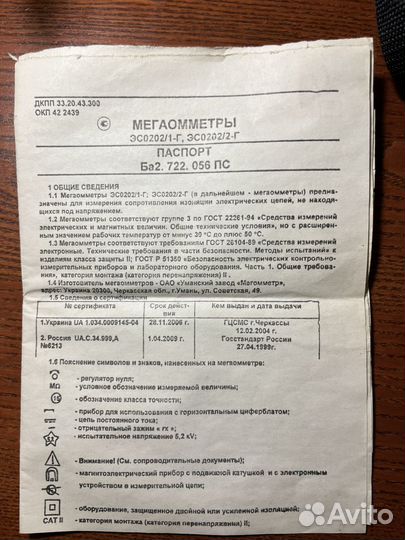 ДКПП 33.20.43.300
ОКП 42 2439
МЕГАОММЕТРЫ
ЭС0202/1-Г, ЭС0202/2-Г
ПАСПОРТ
Ба2. 722. 056 ПС
1 ОБЩИЕ СВЕДЕНИЯ
1.1 Мегаомметры ЭС0202/1-Г; ЭС0202/2-Г (в дальнейшем - мегаомметры) предназ-
начены для измерения сопротивления изоляции электрических цепей, не находя-
щихся под напряжением.
1.2 Мегаомметры соответствуют группе 3 по ГОСТ 22261-94 «Средства измерений
электрических и магнитных величин. Общие технические условия», но с расширен-
ным значением рабочих температур от минус 30 °С до плюс 50 °С.
1.3 Мегаомметры соответствуют требованиям ГОСТ 26104-89 «Средства измерений
электронные. Технические требования в части безопасности. Методы испытаний» к
изделиям класса защиты II; ГОСТ Р 51350 «Безопасность электрических контрольно-
измерительных приборов и лабораторного оборудования. Часть 1. Общие требова-
ния», категория монтажа (категория перенапряжения) II .
1.4 Изготовитель мегаомметров - ОАО «Уманский завод «Мегомметр»,
адрес: Украина 20300, Черкасская обл., г.Умань, ул. Советская, 49.
1.5 Сведения о сертификации
№ сертификата Срок дейст- вия Кем выдан и дата выдачи
1.Украина UA 1.034.0009145-04 28.11.2006 г. ГЦСМС г.Черкассы 12.02.2004 г.
2. Россия UA.C.34.999.A №6213 1.04.2009 г. Госстандарт России 27.04.1999г.
1.6 Пояснение символов и знаков, нанесенных на мегаомметре:
- регулятор нуля;
МΩ - условное обозначение измеряемой величины;
- обозначение класса точности;
- прибор для использования с горизонтальным циферблатом;
- цепь постоянного тока;
- отрицательный зажим « rx »;
- испытательное напряжение 5,2 kV;
- Внимание! (См. сопроводительные документы);
- магнитоэлектрический прибор с подвижной катушкой и с электронным
устройством в измерительной цепи;
- оборудование, защищенное двойной или усиленной изоляцией;
CAT II - категория монтажа (категория перенапряжения) II;
Avito